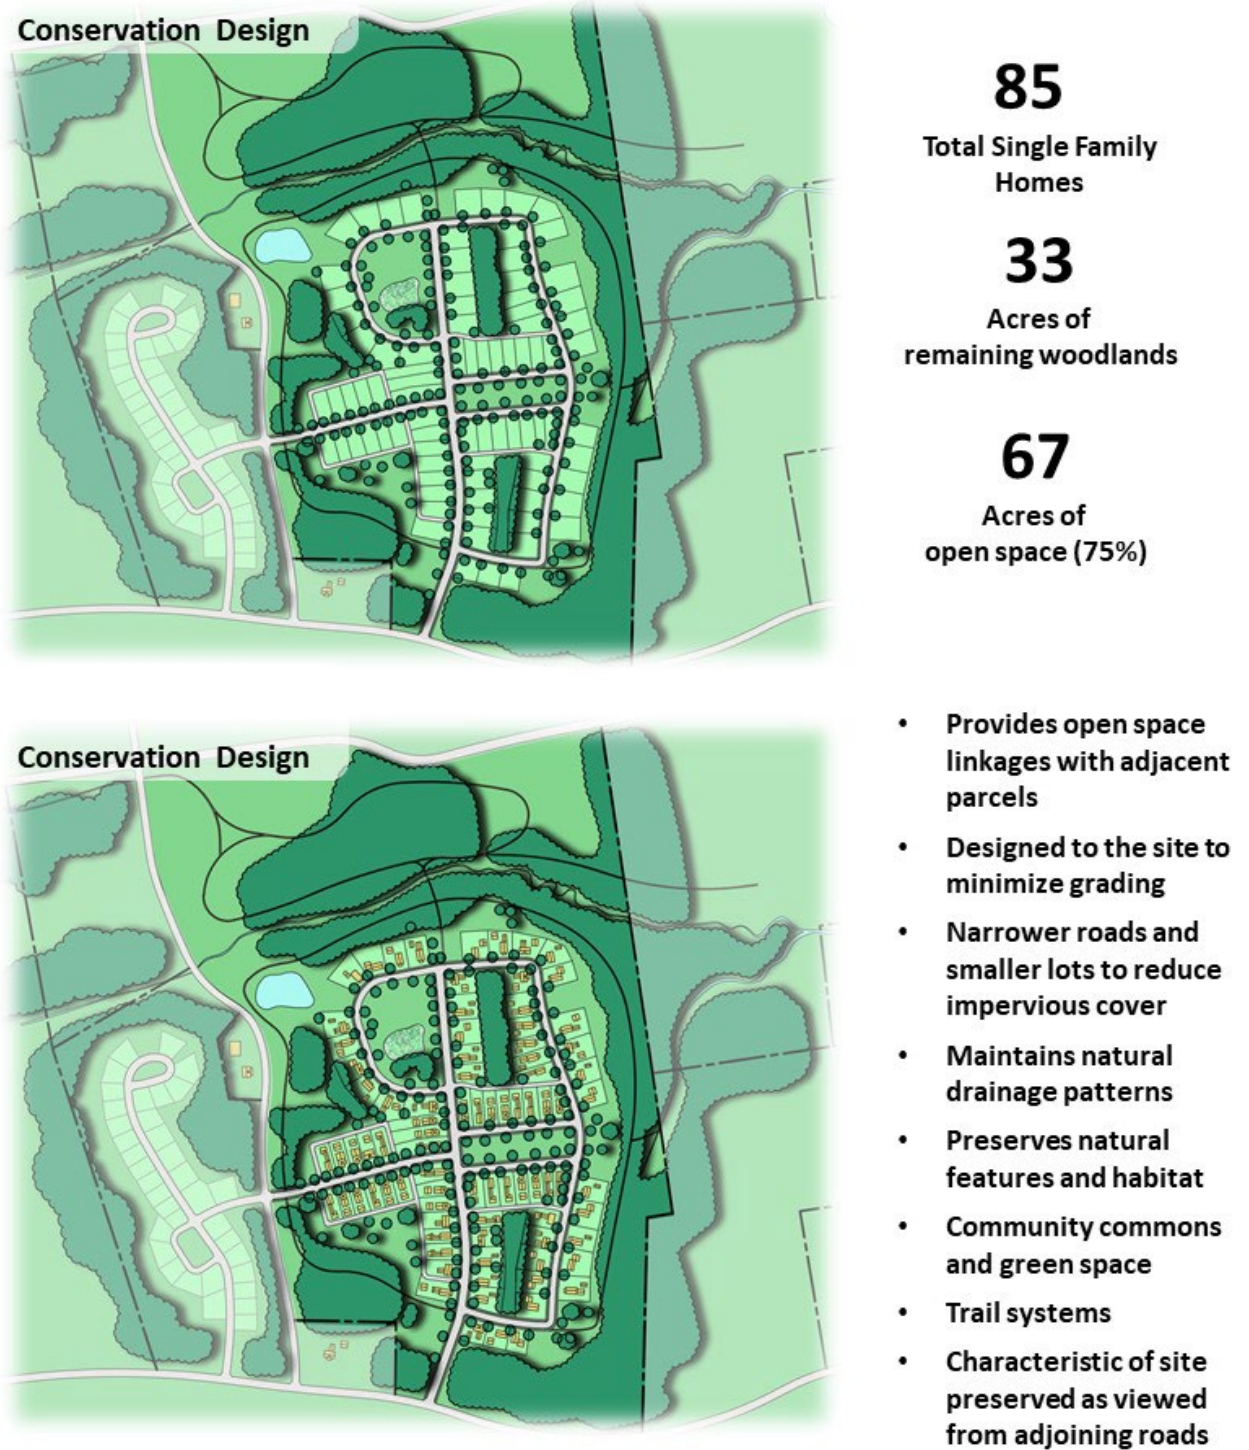 Conservation Design
85
Total Single Family
Homes
33
Acres of
remaining woodlands
67
Acres of
open space (75%)
Conservation Design
• Provides open space
linkages with adjacent
parcels
• Designed to the site to
minimize grading
• Narrower roads and
smaller lots to reduce
impervious cover
• Maintains natural
drainage patterns
• Preserves natural
features and habitat
• Community commons
and green space
• Trail systems
• Characteristic of site
preserved as viewed
from adjoining roads